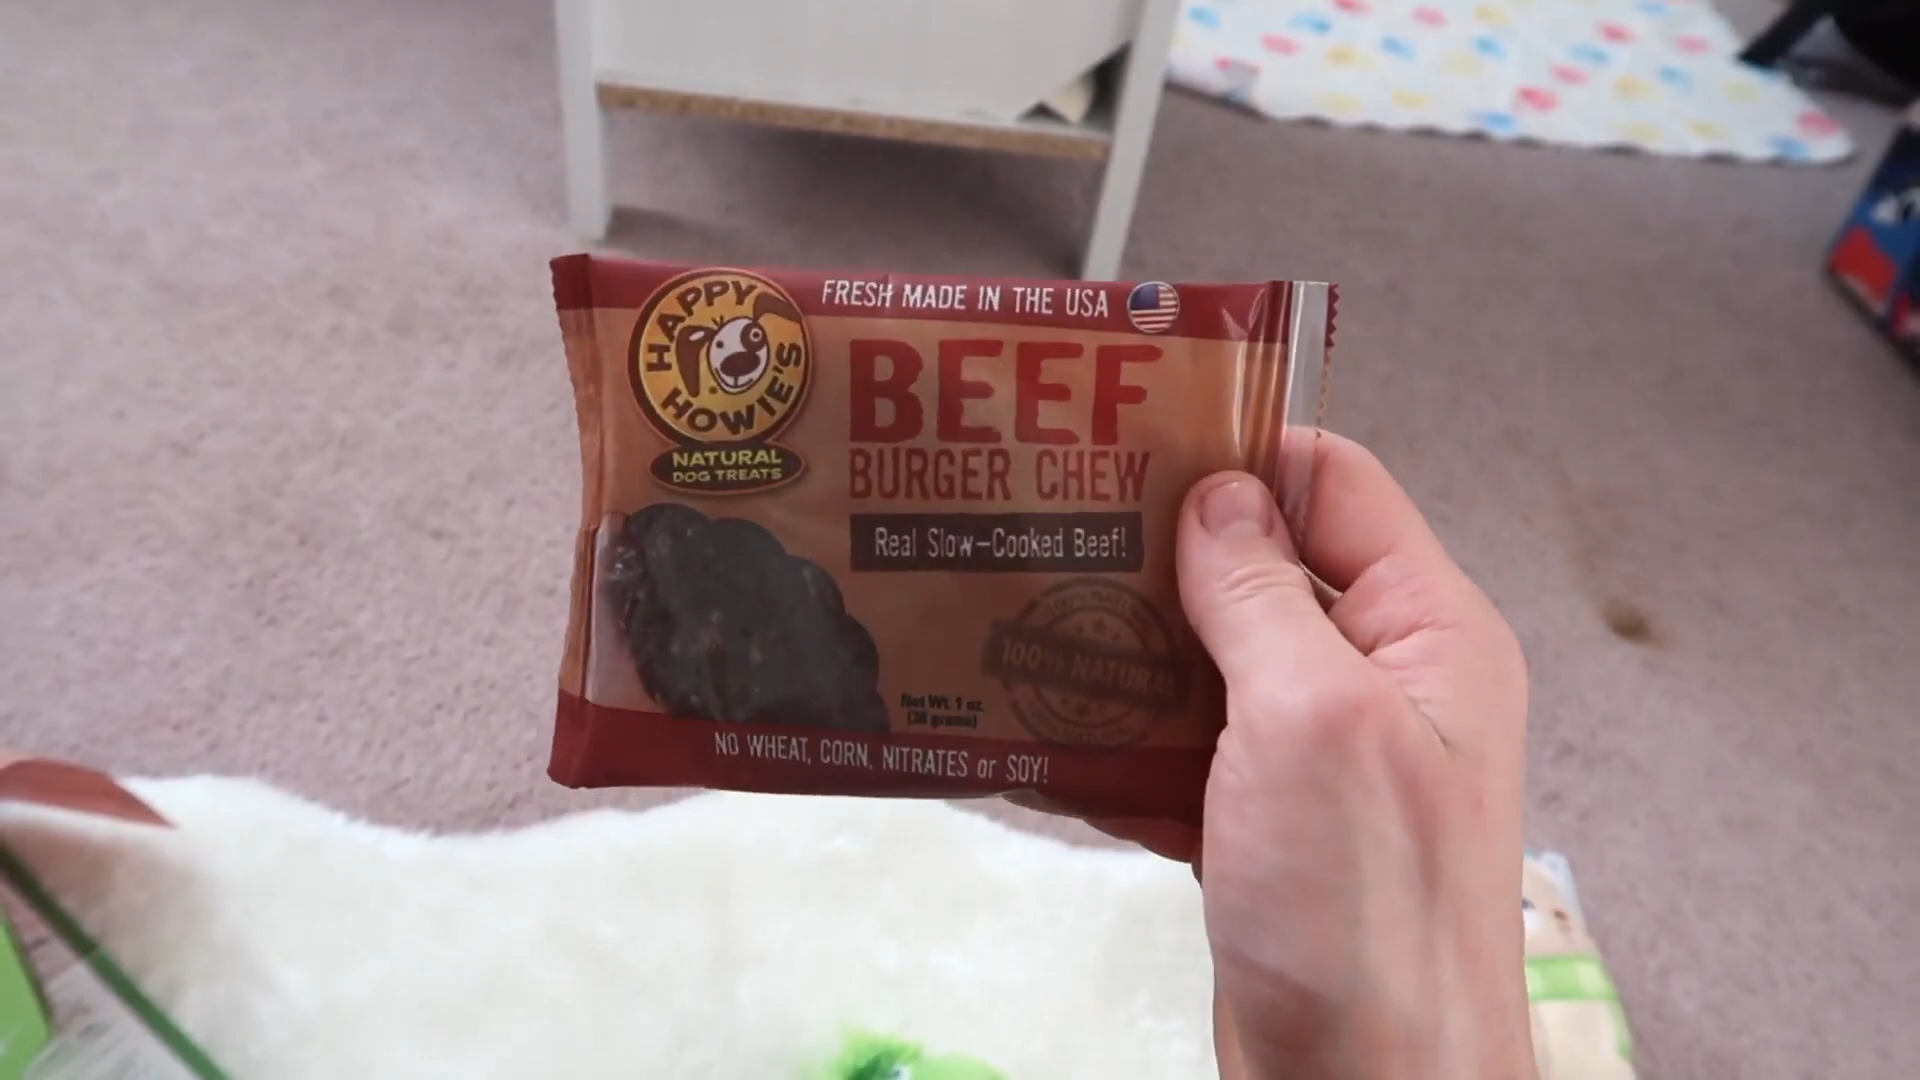 FRESH MADE IN THE USA
HAPPY
HOWIE'S
NATURAL
DOG TREATS
BEEF
BURGER CHEW
Real Slow-Cooked Beef!
100% NATURAL
Net Wt. 1 oz.
NO WHEAT, CORN, NITRATES or SOY!